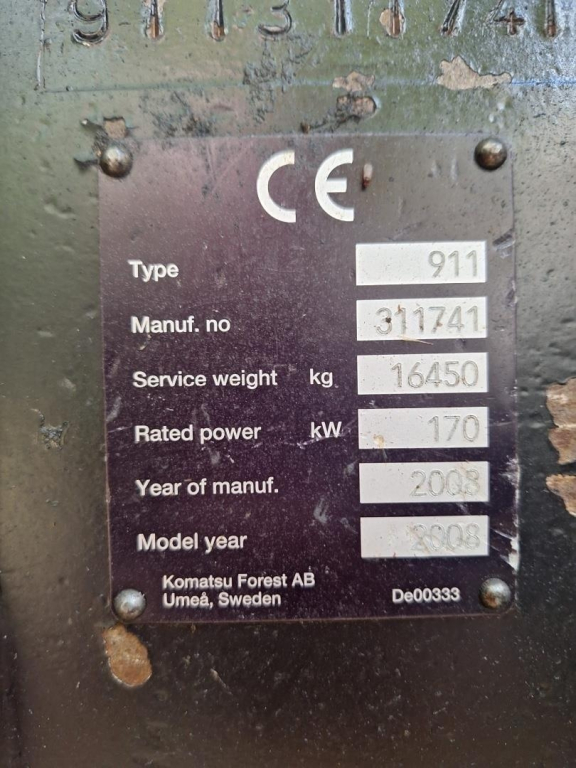 911311741
CE
Type 911
Manuf. no 311741
Service weight kg 16450
Rated power kW 170
Year of manuf. 2008
Model year 2008
Komatsu Forest AB
Umeå, Sweden De00333